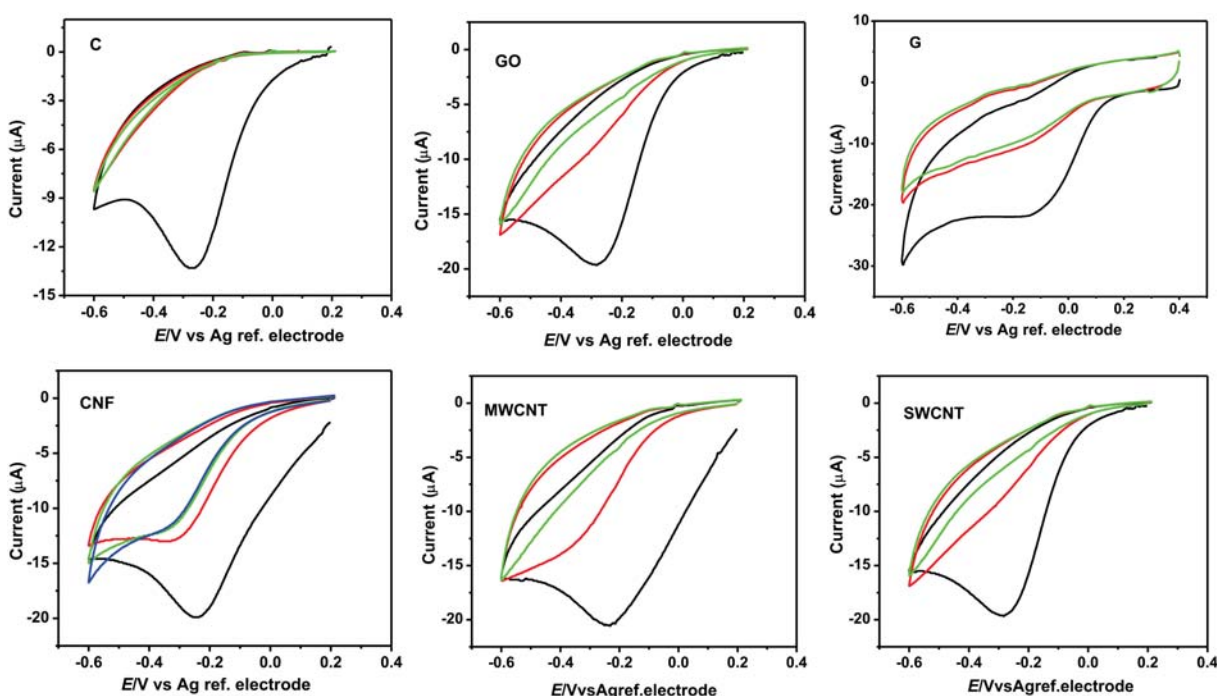 C
0
-3
-6
-9
-12
-15
Current (μA)
-0.6 -0.4 -0.2 0.0 0.2 0.4
E/V vs Ag ref. electrode
GO
0
-5
-10
-15
-20
Current (μA)
-0.6 -0.4 -0.2 0.0 0.2 0.4
E/V vs Ag ref. electrode
G
10
0
-10
-20
-30
Current (μA)
-0.6 -0.4 -0.2 0.0 0.2 0.4
E/V vs Ag ref. electrode
CNF
0
-5
-10
-15
-20
Current (μA)
-0.6 -0.4 -0.2 0.0 0.2 0.4
E/V vs Ag ref. electrode
MWCNT
0
-5
-10
-15
-20
Current (μA)
-0.6 -0.4 -0.2 0.0 0.2 0.4
E/VvsAgref.electrode
SWCNT
0
-5
-10
-15
-20
Current (μA)
-0.6 -0.4 -0.2 0.0 0.2 0.4
E/VvsAgref.electrode